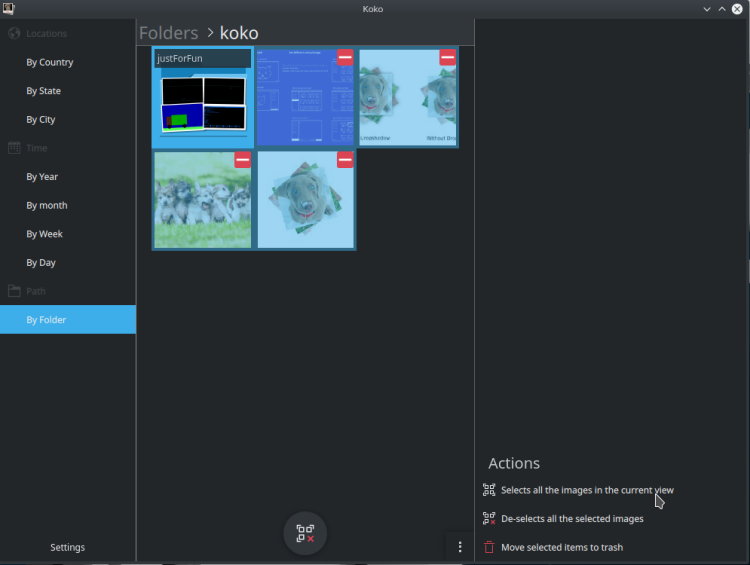 Koko
Locations
By Country
By State
By City
Time
By Year
By month
By Week
By Day
Path
By Folder
Settings
Folders > koko
justForFun
Actions
Selects all the images in the current view
De-selects all the selected images
Move selected items to trash